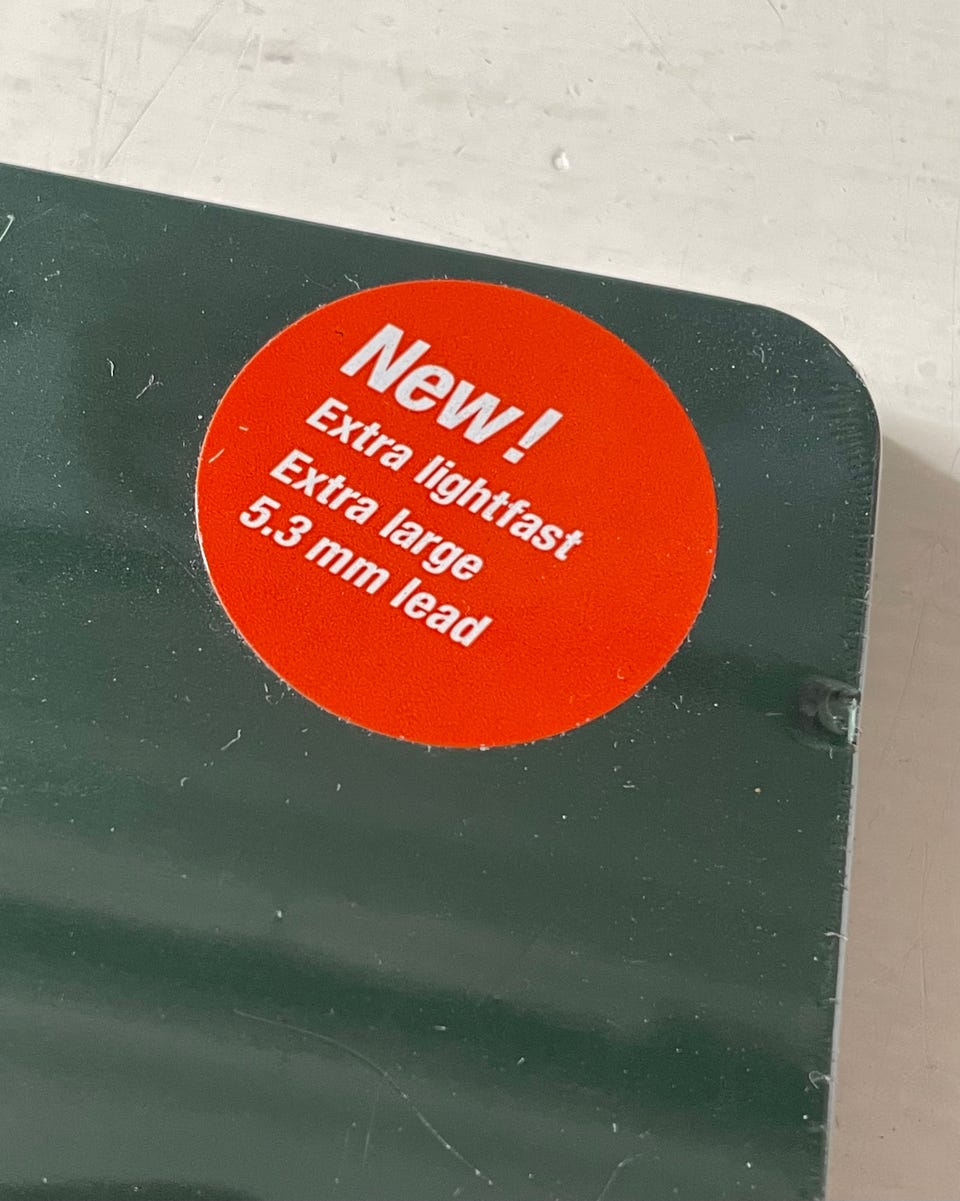 New!
Extra lightfast
Extra large
5.3 mm lead